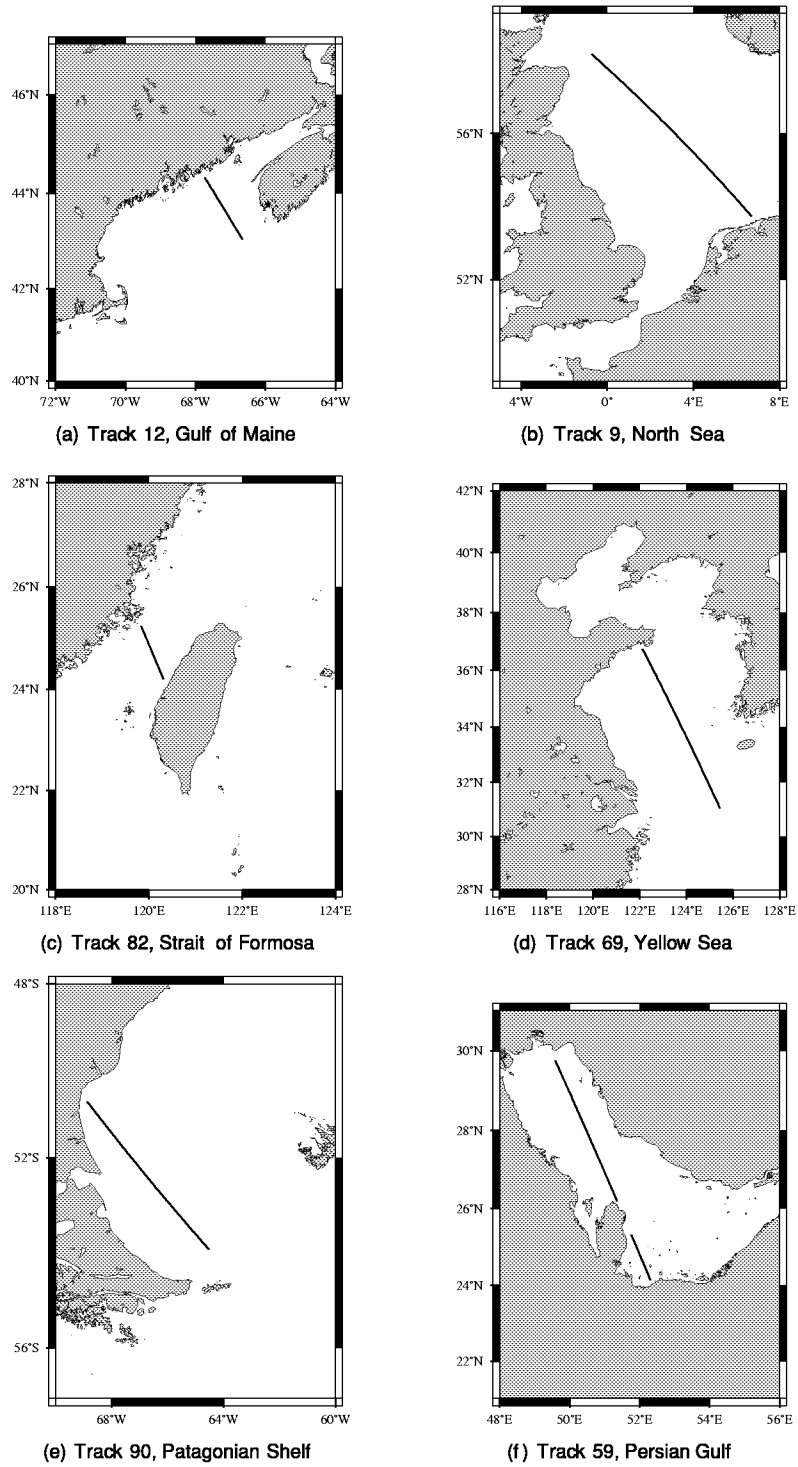 46°N
44°N
42°N
40°N
72°W 70°W 68°W 66°W 64°W
(a) Track 12, Gulf of Maine
56°N
52°N
4°W 0° 4°E 8°E
(b) Track 9, North Sea
28°N
26°N
24°N
22°N
20°N
118°E 120°E 122°E 124°E
(c) Track 82, Strait of Formosa
42°N
40°N
38°N
36°N
34°N
32°N
30°N
28°N
116°E 118°E 120°E 122°E 124°E 126°E 128°E
(d) Track 69, Yellow Sea
48°S
52°S
56°S
68°W 64°W 60°W
(e) Track 90, Patagonian Shelf
30°N
28°N
26°N
24°N
22°N
48°E 50°E 52°E 54°E 56°E
(f) Track 59, Persian Gulf